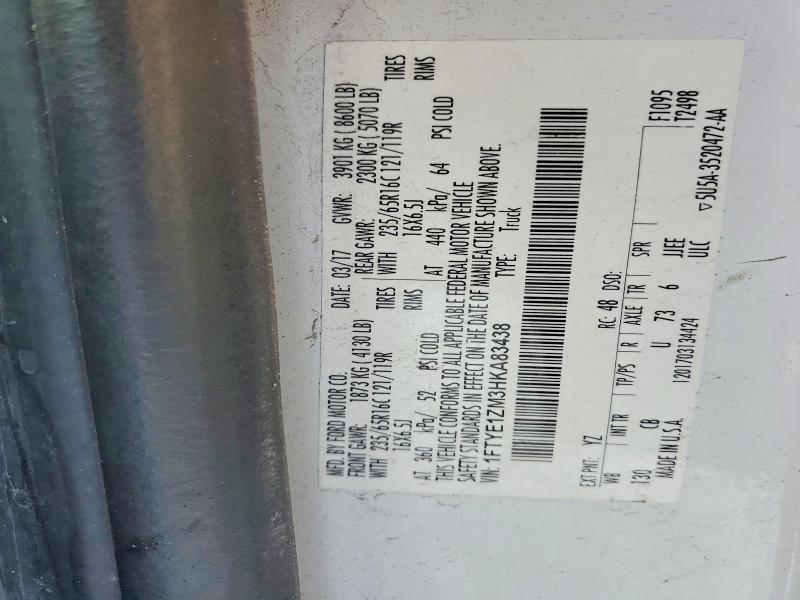 MFD. BY FORD MOTOR CO. DATE: 03/17 GVWR: 3901 KG ( 8600 LB)
FRONT GAWR: 1873 KG ( 4130 LB) REAR GAWR: 2300 KG ( 5070 LB)
WITH 235/65R16C 121/119R TIRES WITH 235/65R16C 121/119R TIRES
16X6.5J RIMS 16X6.5J RIMS
AT 360 kPa/ 52 PSI COLD AT 440 kPa/ 64 PSI COLD
THIS VEHICLE CONFORMS TO ALL APPLICABLE FEDERAL MOTOR VEHICLE
SAFETY STANDARDS IN EFFECT ON THE DATE OF MANUFACTURE SHOWN ABOVE.
VIN: 1FTYE1ZM3HKA83438 TYPE: Truck
EXT PNT: YZ RC: 48 DSO: F1095
WB INT TR TP/PS R AXLE TR SPR T2498
130 CB U 73 6 JJEE
MADE IN U.S.A. 1201703134424 ULC ▽5U5A-3520472-AA